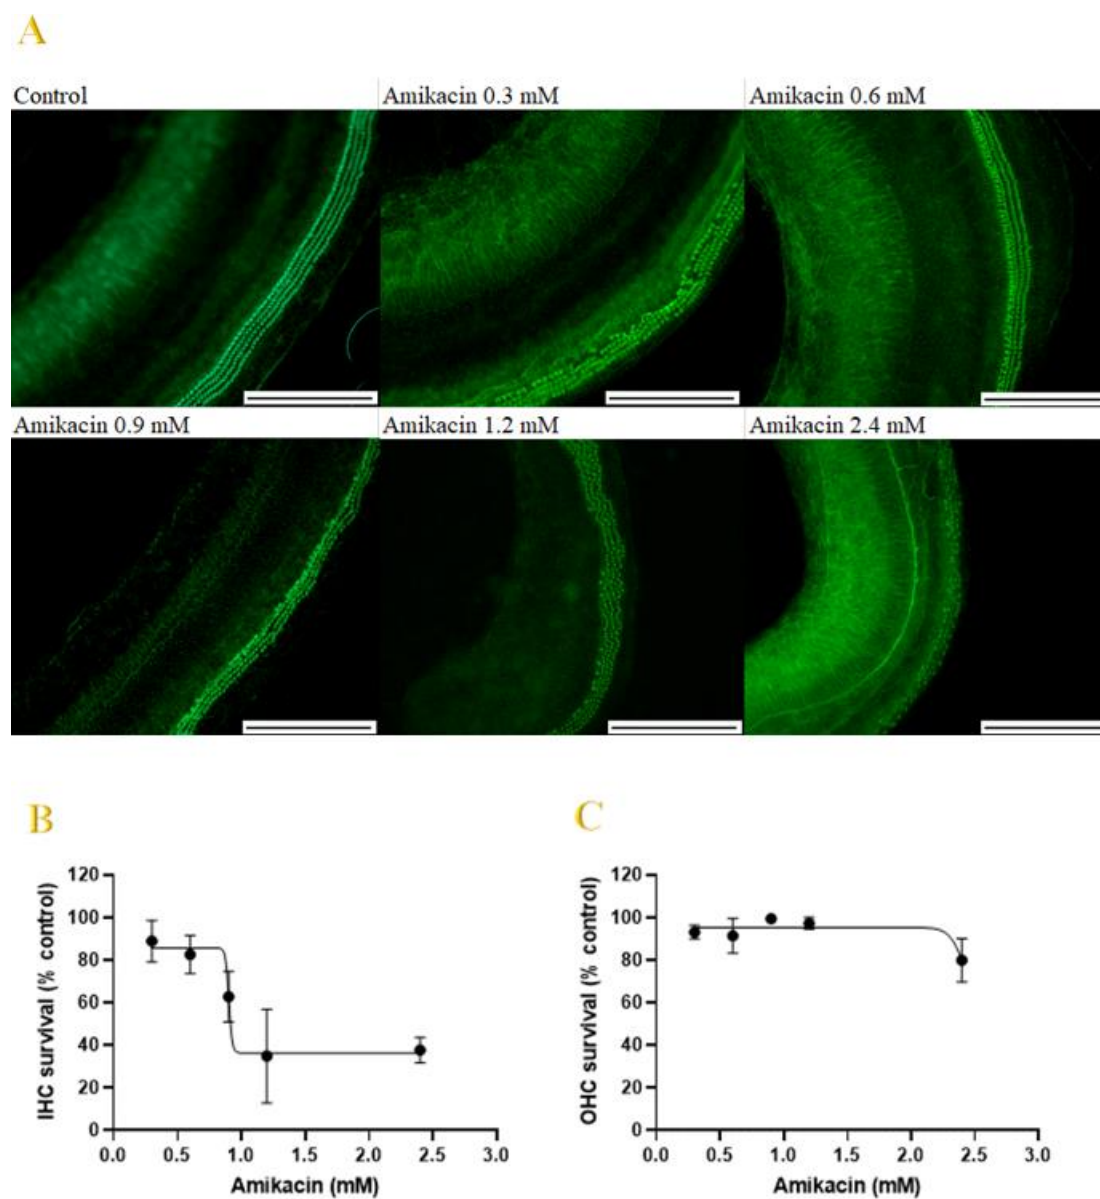 A
Control
Amikacin 0.3 mM
Amikacin 0.6 mM
Amikacin 0.9 mM
Amikacin 1.2 mM
Amikacin 2.4 mM
B
IHC survival (% control)
120
100
80
60
40
20
0
0.0 0.5 1.0 1.5 2.0 2.5 3.0
Amikacin (mM)
C
OHC survival (% control)
120
100
80
60
40
20
0
0.0 0.5 1.0 1.5 2.0 2.5 3.0
Amikacin (mM)